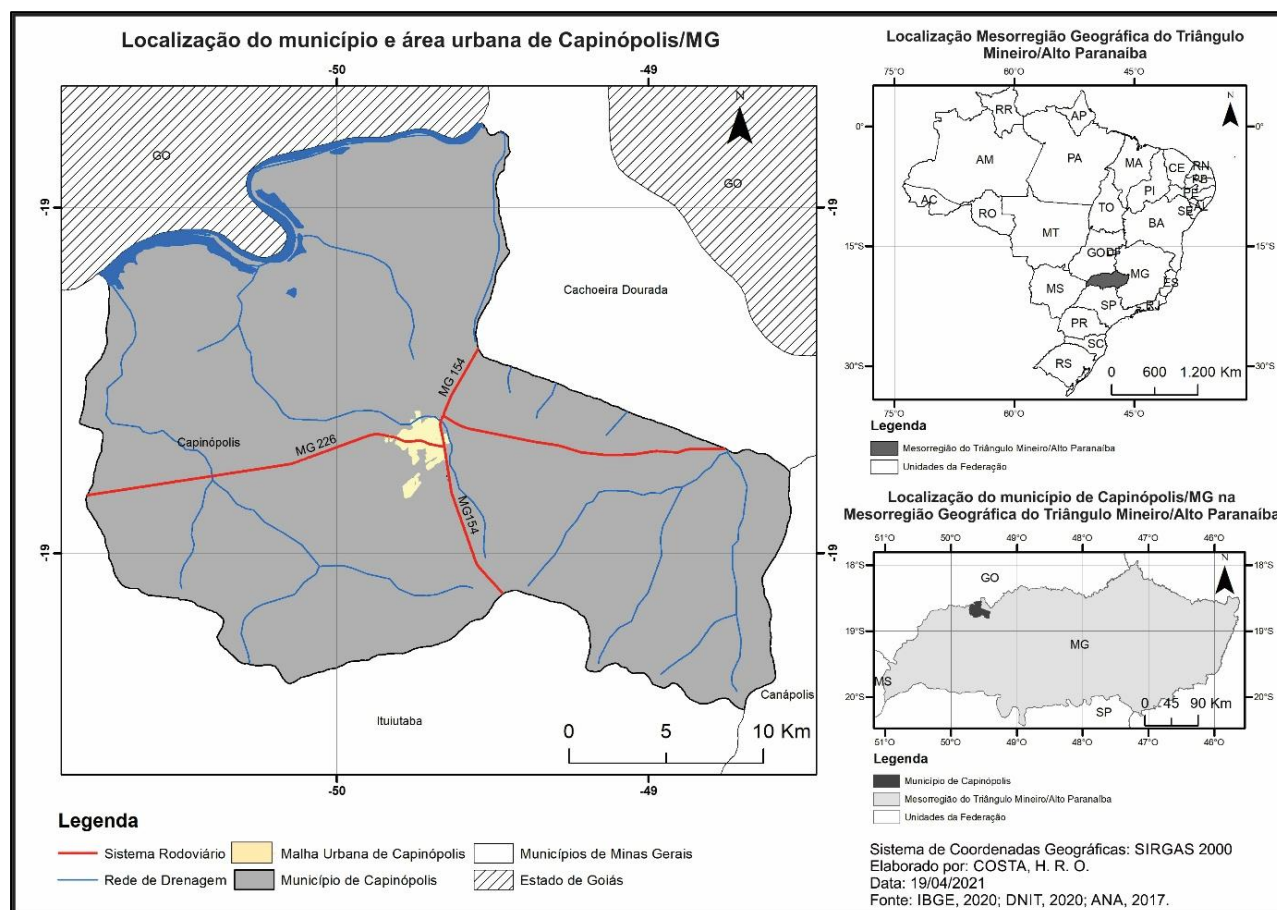 Localização do município e área urbana de Capinópolis/MG
-50
-49
N
GO
GO
-19
-19
Cachoeira Dourada
MG 154
Capinópolis
MG 226
MG154
-19
-19
Canápolis
Ituiutaba
0 5 10 Km
-50
-49
Legenda
Sistema Rodoviário
Malha Urbana de Capinópolis
Municípios de Minas Gerais
Rede de Drenagem
Município de Capinópolis
Estado de Goiás
Localização Mesorregião Geográfica do Triângulo
Mineiro/Alto Paranaíba
75°O 60°O 45°O
N
RR
AP
0°
0°
AM
PA
MA
CE
RN
PB
PI
PE
AC
TO
AL
SE
RO
BA
MT
15°S
15°S
GO
DF
MG
MS
ES
SP
RJ
PR
SC
RS
0 600 1.200 Km
30°S
30°S
75°O 60°O 45°O
Legenda
Mesorregião do Triângulo Mineiro/Alto Paranaíba
Unidades da Federação
Localização do município de Capinópolis/MG na
Mesorregião Geográfica do Triângulo Mineiro/Alto Paranaíba
51°O 50°O 49°O 48°O 47°O 46°O
N
18°S
18°S
GO
19°S
19°S
MG
MS
20°S
20°S
SP
0 45 90 Km
51°O 50°O 49°O 48°O 47°O 46°O
Legenda
Município de Capinópolis
Mesorregião do Triângulo Mineiro/Alto Paranaíba
Unidades da Federação
Sistema de Coordenadas Geográficas: SIRGAS 2000
Elaborado por: COSTA, H. R. O.
Data: 19/04/2021
Fonte: IBGE, 2020; DNIT, 2020; ANA, 2017.